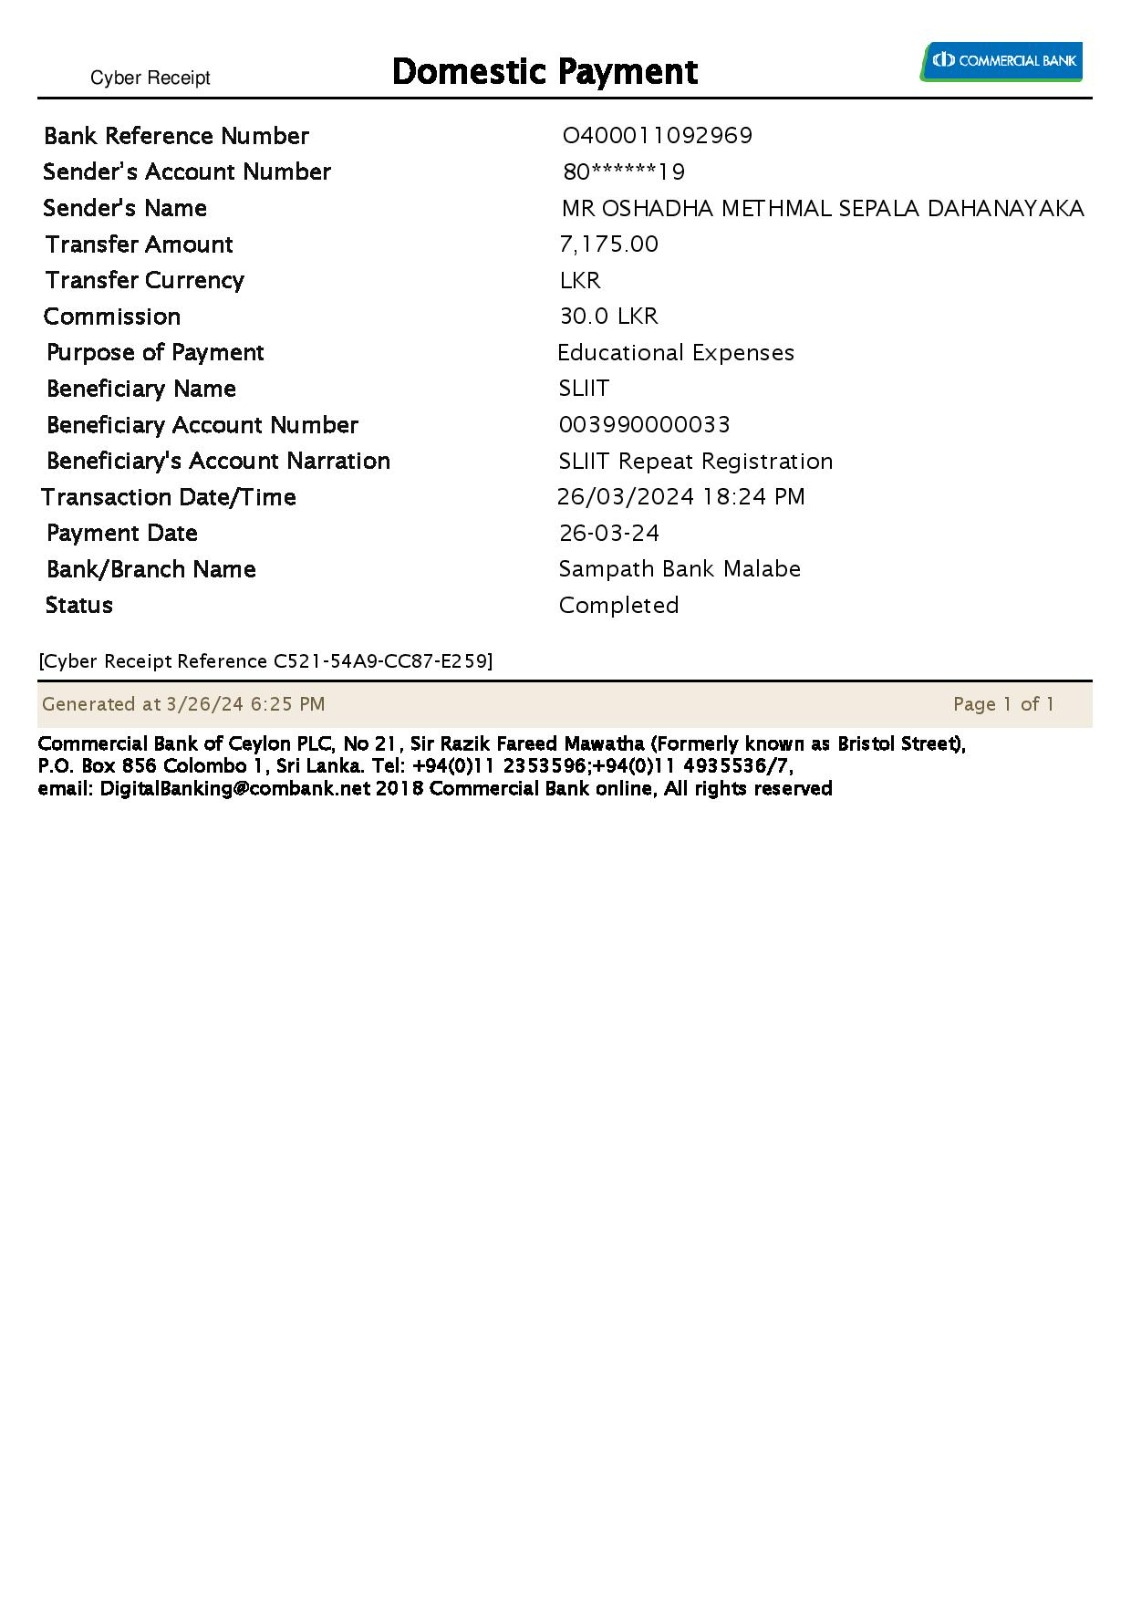 Cyber Receipt Domestic Payment COMMERCIAL BANK
Bank Reference Number O400011092969
Sender's Account Number 80******19
Sender's Name MR OSHADHA METHMAL SEPALA DAHANAYAKA
Transfer Amount 7,175.00
Transfer Currency LKR
Commission 30.0 LKR
Purpose of Payment Educational Expenses
Beneficiary Name SLIIT
Beneficiary Account Number 003990000033
Beneficiary's Account Narration SLIIT Repeat Registration
Transaction Date/Time 26/03/2024 18:24 PM
Payment Date 26-03-24
Bank/Branch Name Sampath Bank Malabe
Status Completed
[Cyber Receipt Reference C521-54A9-CC87-E259]
Generated at 3/26/24 6:25 PM Page 1 of 1
Commercial Bank of Ceylon PLC, No 21, Sir Razik Fareed Mawatha (Formerly known as Bristol Street),
P.O. Box 856 Colombo 1, Sri Lanka. Tel: +94(0)11 2353596;+94(0)11 4935536/7,
email: DigitalBanking@combank.net 2018 Commercial Bank online, All rights reserved